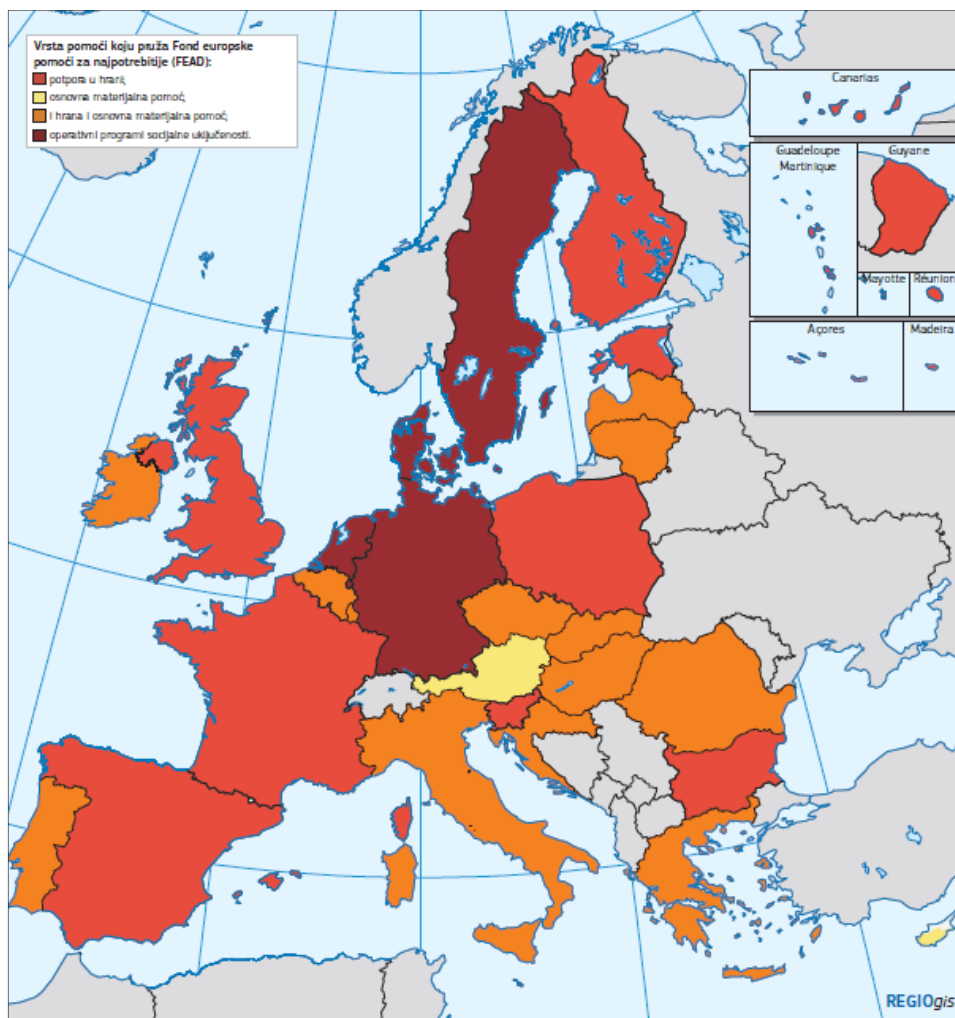 Vrsta pomoći koju pruža Fond europske
pomoći za najpotrebitije (FEAD):
potpora u hrani;
osnovna materijalna pomoć;
i hrana i osnovna materijalna pomoć;
operativni programi socijalne uključenosti.
Canarias
Guadeloupe
Martinique
Guyane
Mayotte
Réunion
Açores
Madeira
REGIOgis